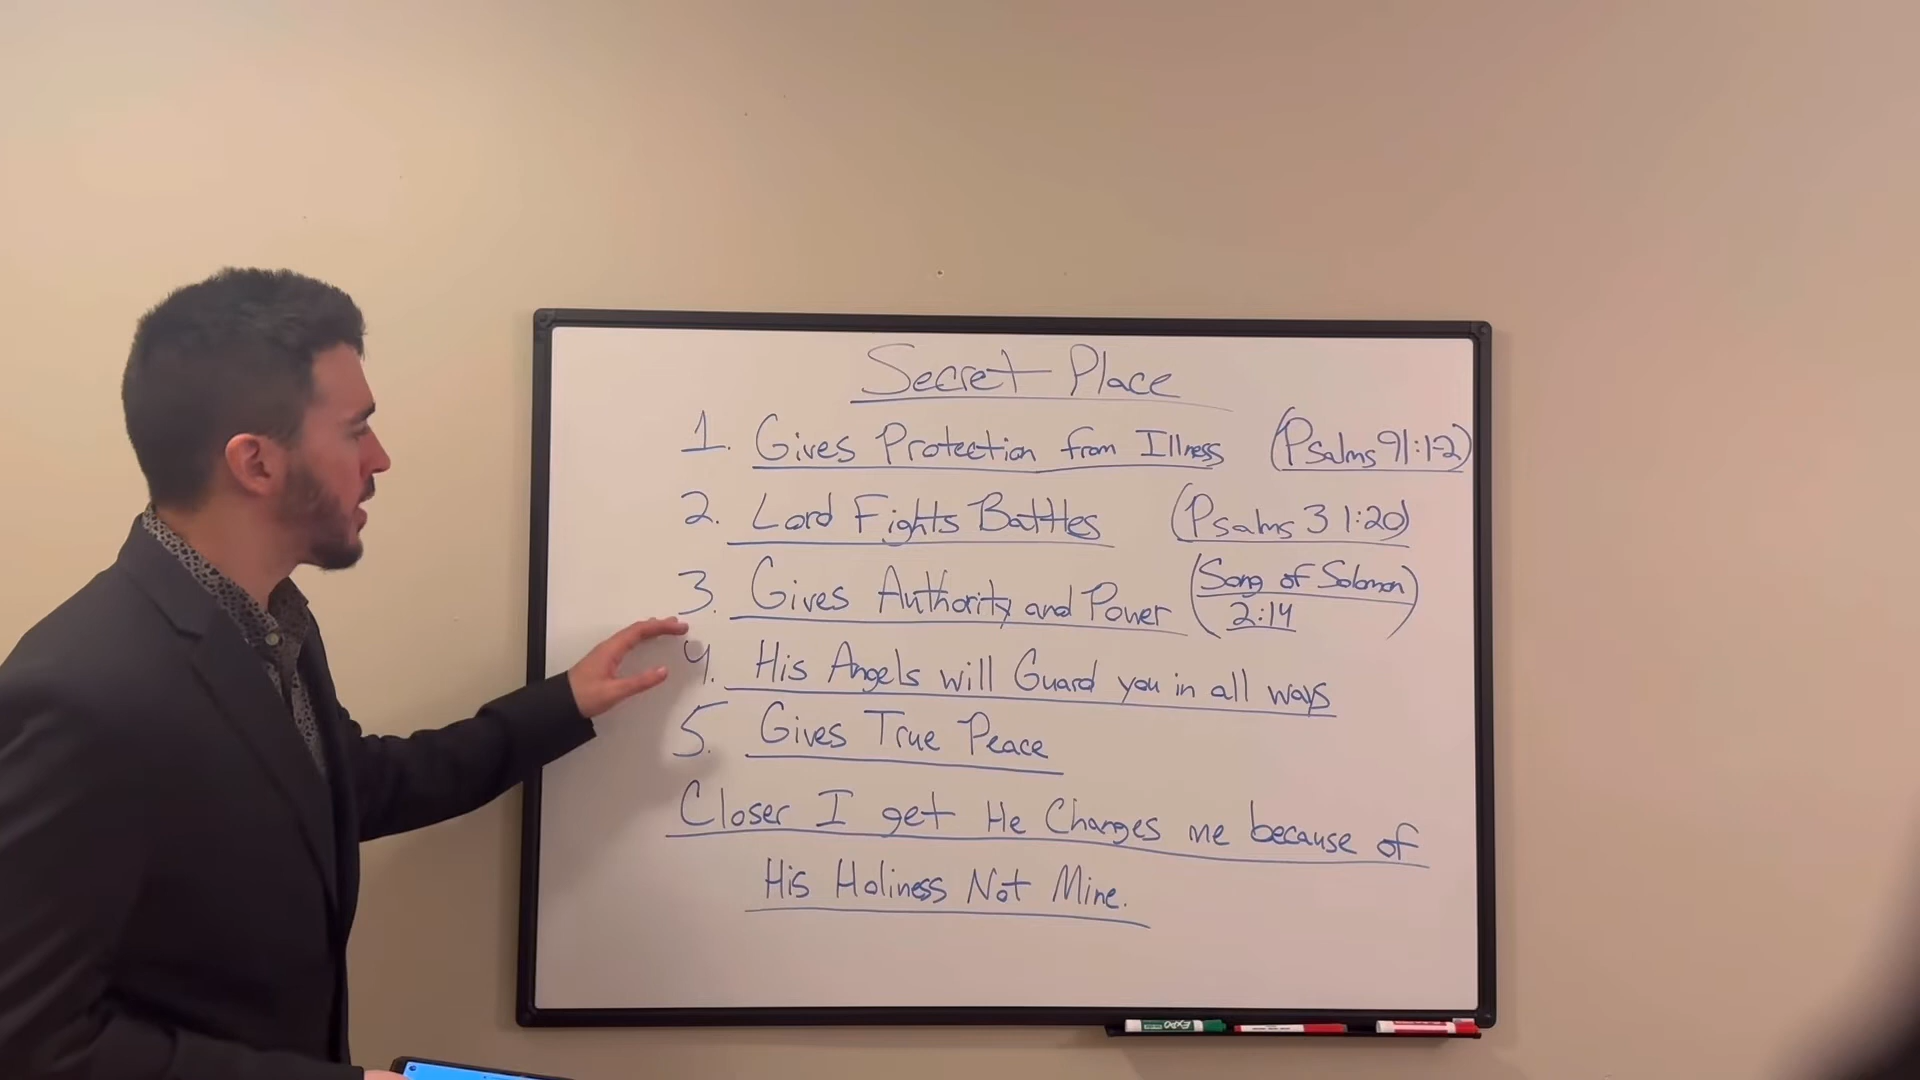 Secret Place
1. Gives Protection from Illness (Psalms 91:1-2)
2. Lord Fights Battles (Psalms 31:20)
3. Gives Authority and Power (Song of Solomon 2:14)
4. His Angels will Guard you in all ways
5. Gives True Peace
Closer I get He Changes me because of
His Holiness Not Mine.
EXPO